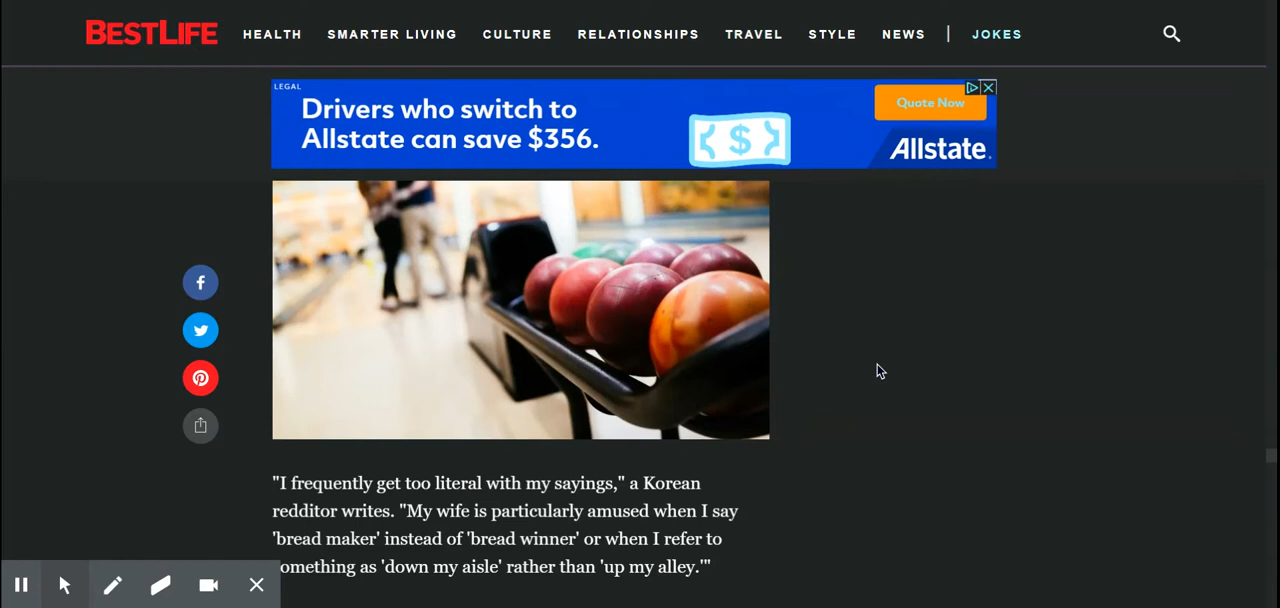 BESTLIFE HEALTH SMARTER LIVING CULTURE RELATIONSHIPS TRAVEL STYLE NEWS | JOKES
LEGAL
Drivers who switch to
Allstate can save $356.
$
Quote Now
Allstate.
"I frequently get too literal with my sayings," a Korean
redditor writes. "My wife is particularly amused when I say
'bread maker' instead of 'bread winner' or when I refer to
omething as 'down my aisle' rather than 'up my alley.'"